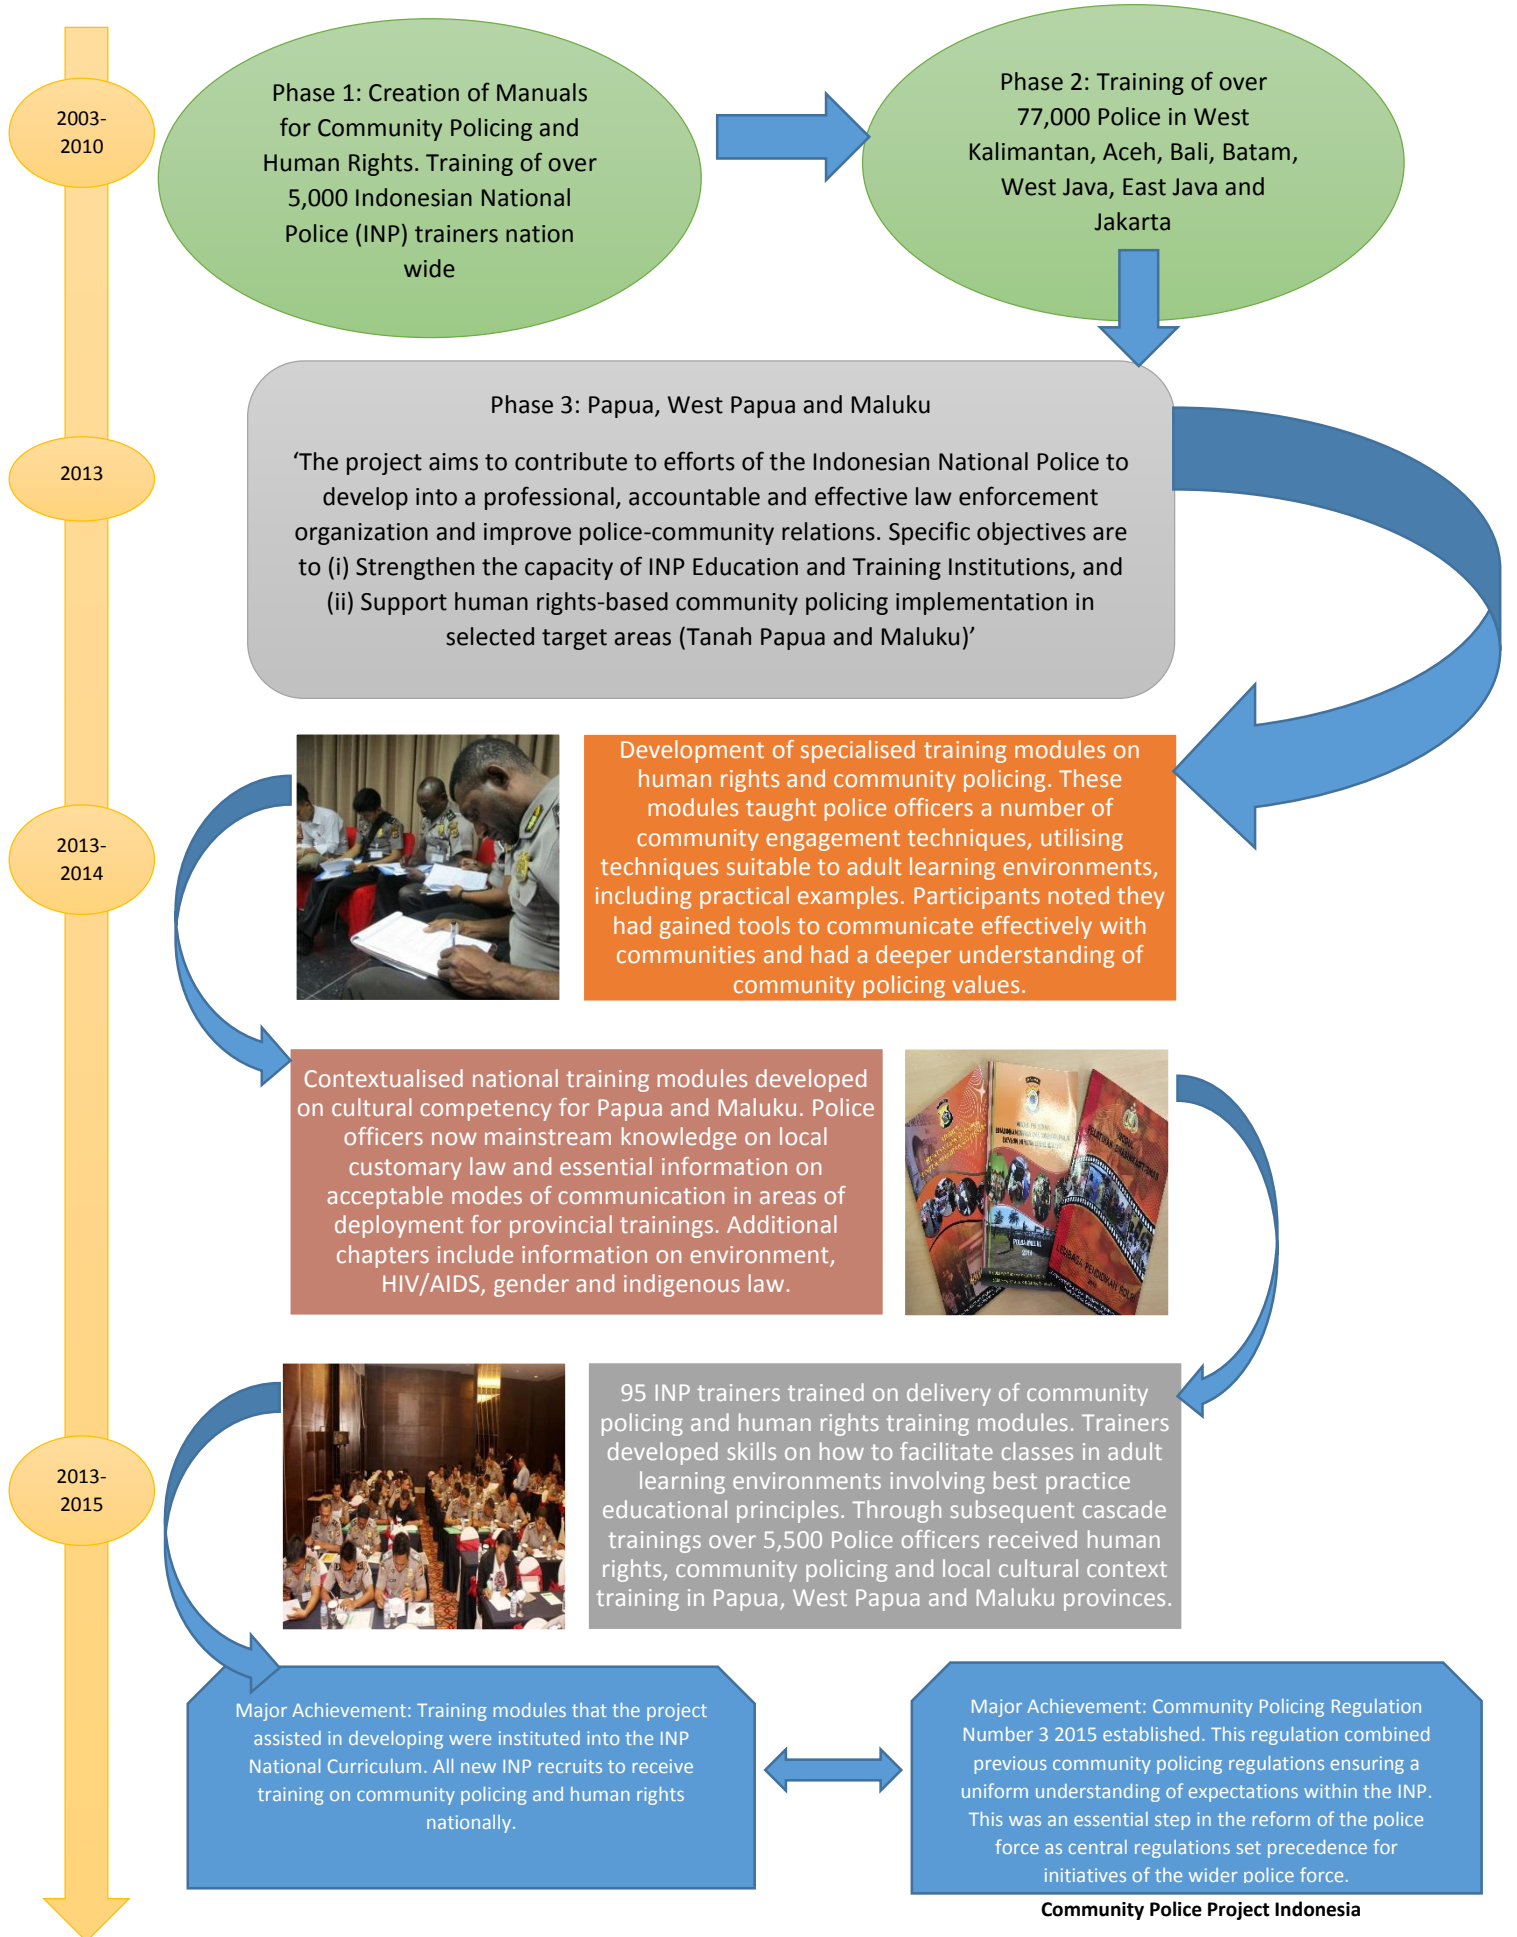 2003-
2010
Phase 1: Creation of Manuals
for Community Policing and
Human Rights. Training of over
5,000 Indonesian National
Police (INP) trainers nation
wide
Phase 2: Training of over
77,000 Police in West
Kalimantan, Aceh, Bali, Batam,
West Java, East Java and
Jakarta
2013
Phase 3: Papua, West Papua and Maluku
‘The project aims to contribute to efforts of the Indonesian National Police to
develop into a professional, accountable and effective law enforcement
organization and improve police-community relations. Specific objectives are
to (i) Strengthen the capacity of INP Education and Training Institutions, and
(ii) Support human rights-based community policing implementation in
selected target areas (Tanah Papua and Maluku)’
2013-
2014
Development of specialised training modules on
human rights and community policing. These
modules taught police officers a number of
community engagement techniques, utilising
techniques suitable to adult learning environments,
including practical examples. Participants noted they
had gained tools to communicate effectively with
communities and had a deeper understanding of
community policing values.
Contextualised national training modules developed
on cultural competency for Papua and Maluku. Police
officers now mainstream knowledge on local
customary law and essential information on
acceptable modes of communication in areas of
deployment for provincial trainings. Additional
chapters include information on environment,
HIV/AIDS, gender and indigenous law.
2014
MODUL
LEMBAGA PENDIDIKAN POLRI
2013-
2015
95 INP trainers trained on delivery of community
policing and human rights training modules. Trainers
developed skills on how to facilitate classes in adult
learning environments involving best practice
educational principles. Through subsequent cascade
trainings over 5,500 Police officers received human
rights, community policing and local cultural context
training in Papua, West Papua and Maluku provinces.
Major Achievement: Training modules that the project
assisted in developing were instituted into the INP
National Curriculum. All new INP recruits to receive
training on community policing and human rights
nationally.
Major Achievement: Community Policing Regulation
Number 3 2015 established. This regulation combined
previous community policing regulations ensuring a
uniform understanding of expectations within the INP.
This was an essential step in the reform of the police
force as central regulations set precedence for
initiatives of the wider police force.
Community Police Project Indonesia